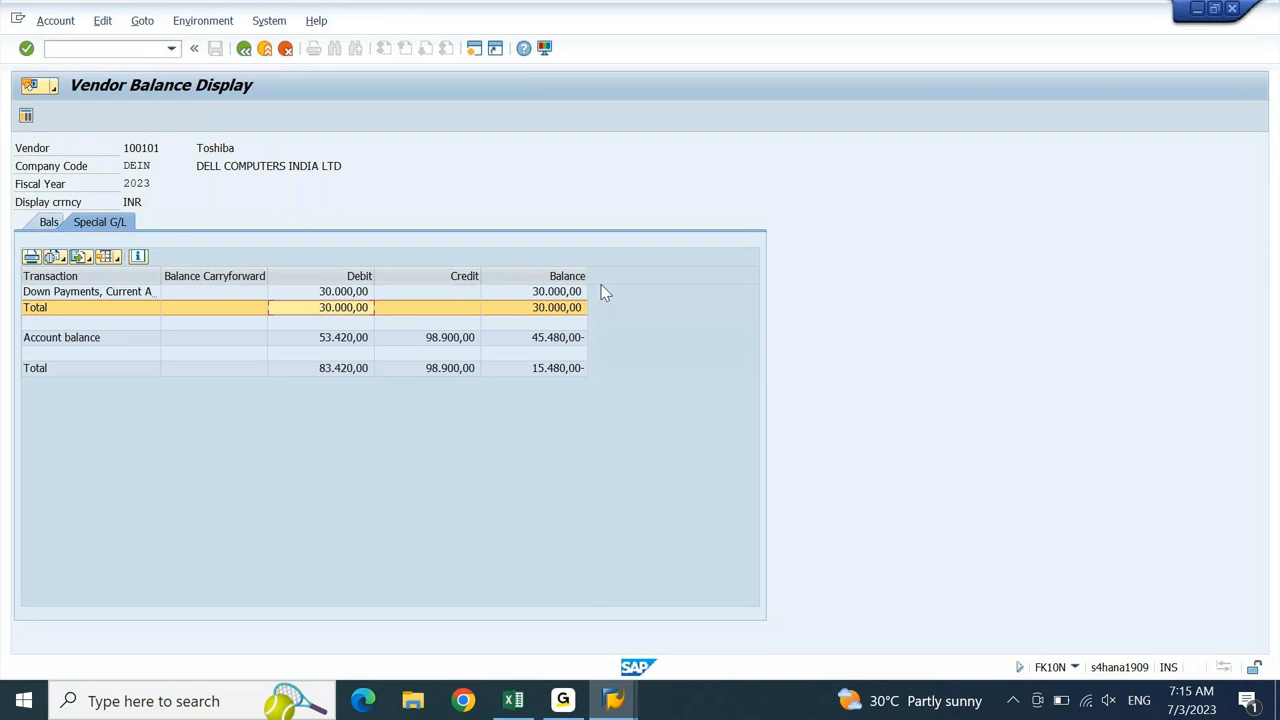 Account Edit Goto Environment System Help
Vendor Balance Display
Vendor 100101 Toshiba
Company Code DEIN DELL COMPUTERS INDIA LTD
Fiscal Year 2023
Display crrncy INR
Bals Special G/L
Transaction Balance Carryforward Debit Credit Balance
Down Payments, Current A... 30.000,00 30.000,00
Total 30.000,00 30.000,00
Account balance 53.420,00 98.900,00 45.480,00-
Total 83.420,00 98.900,00 15.480,00-
SAP FK10N s4hana1909 INS
Type here to search 30°C Partly sunny ENG 7:15 AM
7/3/2023 1